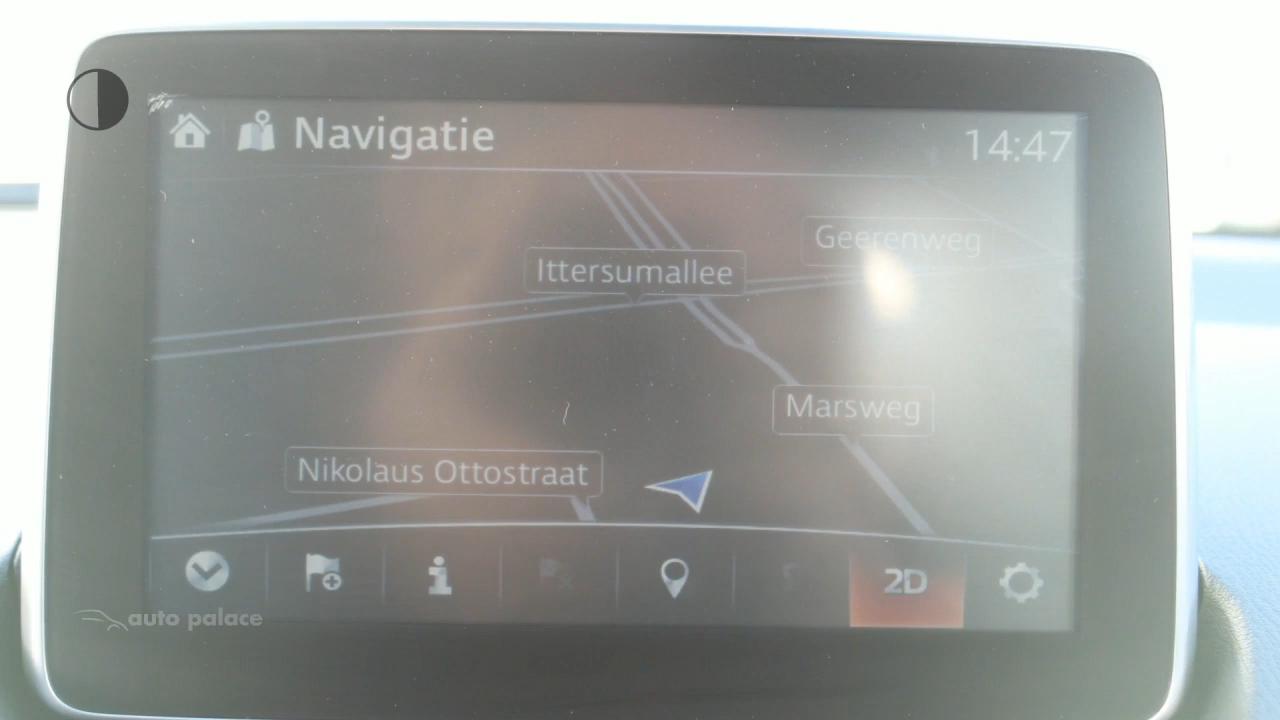 Navigatie
14:47
Geerenweg
Ittersumallee
Marsweg
Nikolaus Ottostraat
2D
auto palace